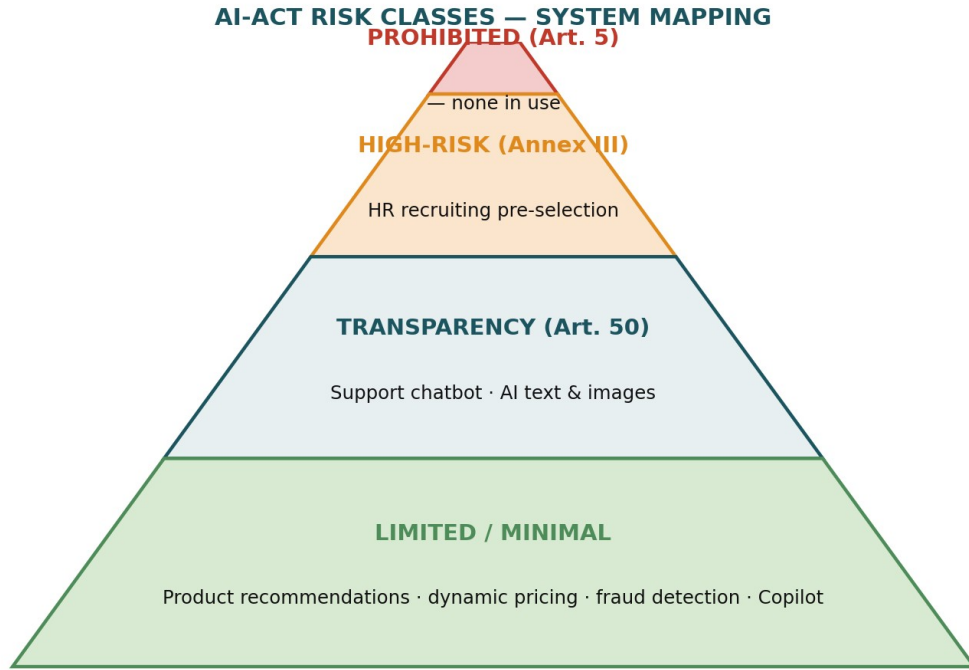 AI-ACT RISK CLASSES — SYSTEM MAPPING
PROHIBITED (Art. 5)
— none in use
HIGH-RISK (Annex III)
HR recruiting pre-selection
TRANSPARENCY (Art. 50)
Support chatbot · AI text & images
LIMITED / MINIMAL
Product recommendations · dynamic pricing · fraud detection · Copilot